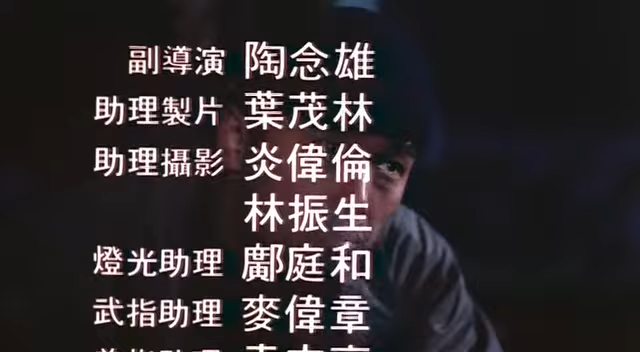 副導演 陶念雄
助理製片 葉茂林
助理攝影 炎偉倫
林振生
燈光助理 鄺庭和
武指助理 麥偉章